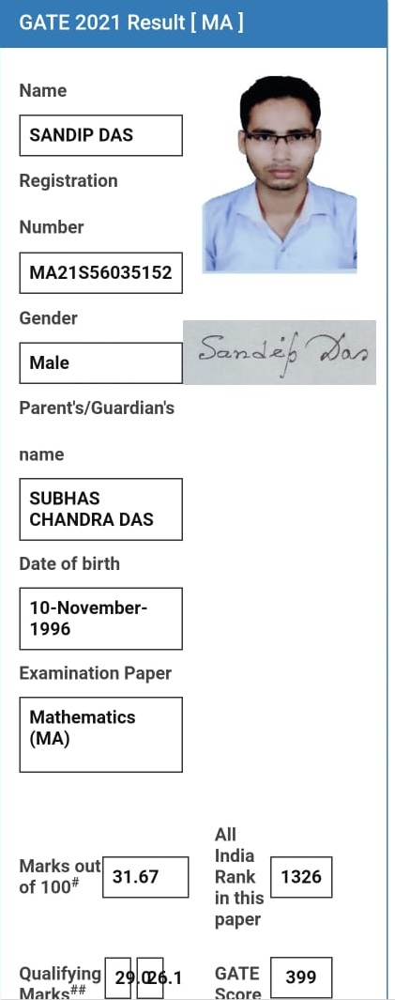 GATE 2021 Result [ MA ]
Name
SANDIP DAS
Registration
Number
MA21S56035152
Gender
Male
Sandip Das
Parent's/Guardian's
name
SUBHAS
CHANDRA DAS
Date of birth
10-November-
1996
Examination Paper
Mathematics
(MA)
Marks out
of 100#
31.67
All
India
Rank
in this
paper
1326
Qualifying
Marks##
29.0
26.1
GATE
Score
399